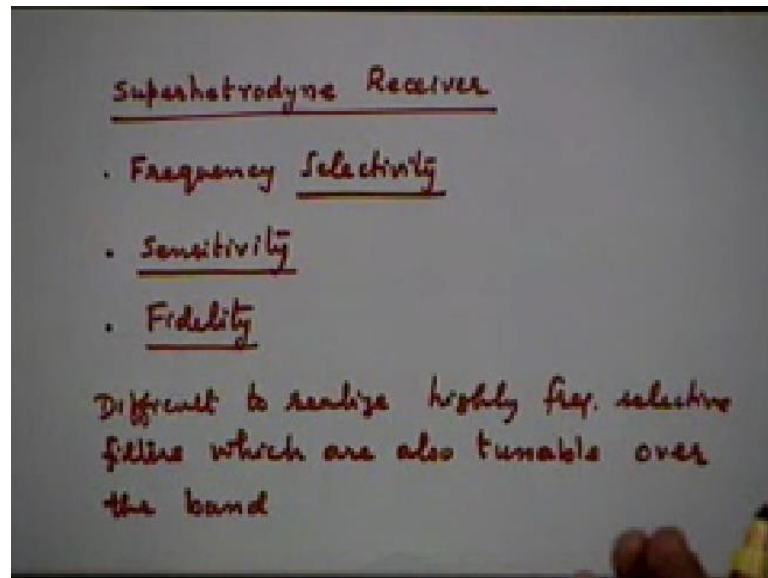 Superhetrodyne Receiver
. Frequency Selectivity
. Sensitivity
. Fidelity
Difficult to realize highly freq. selective
filters which are also tunable over
the band